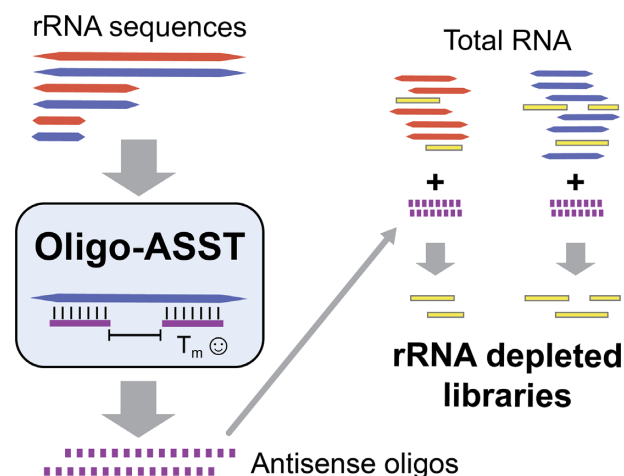 rRNA sequences
Oligo-ASST
Tm
Antisense oligos
Total RNA
+ +
rRNA depleted
libraries